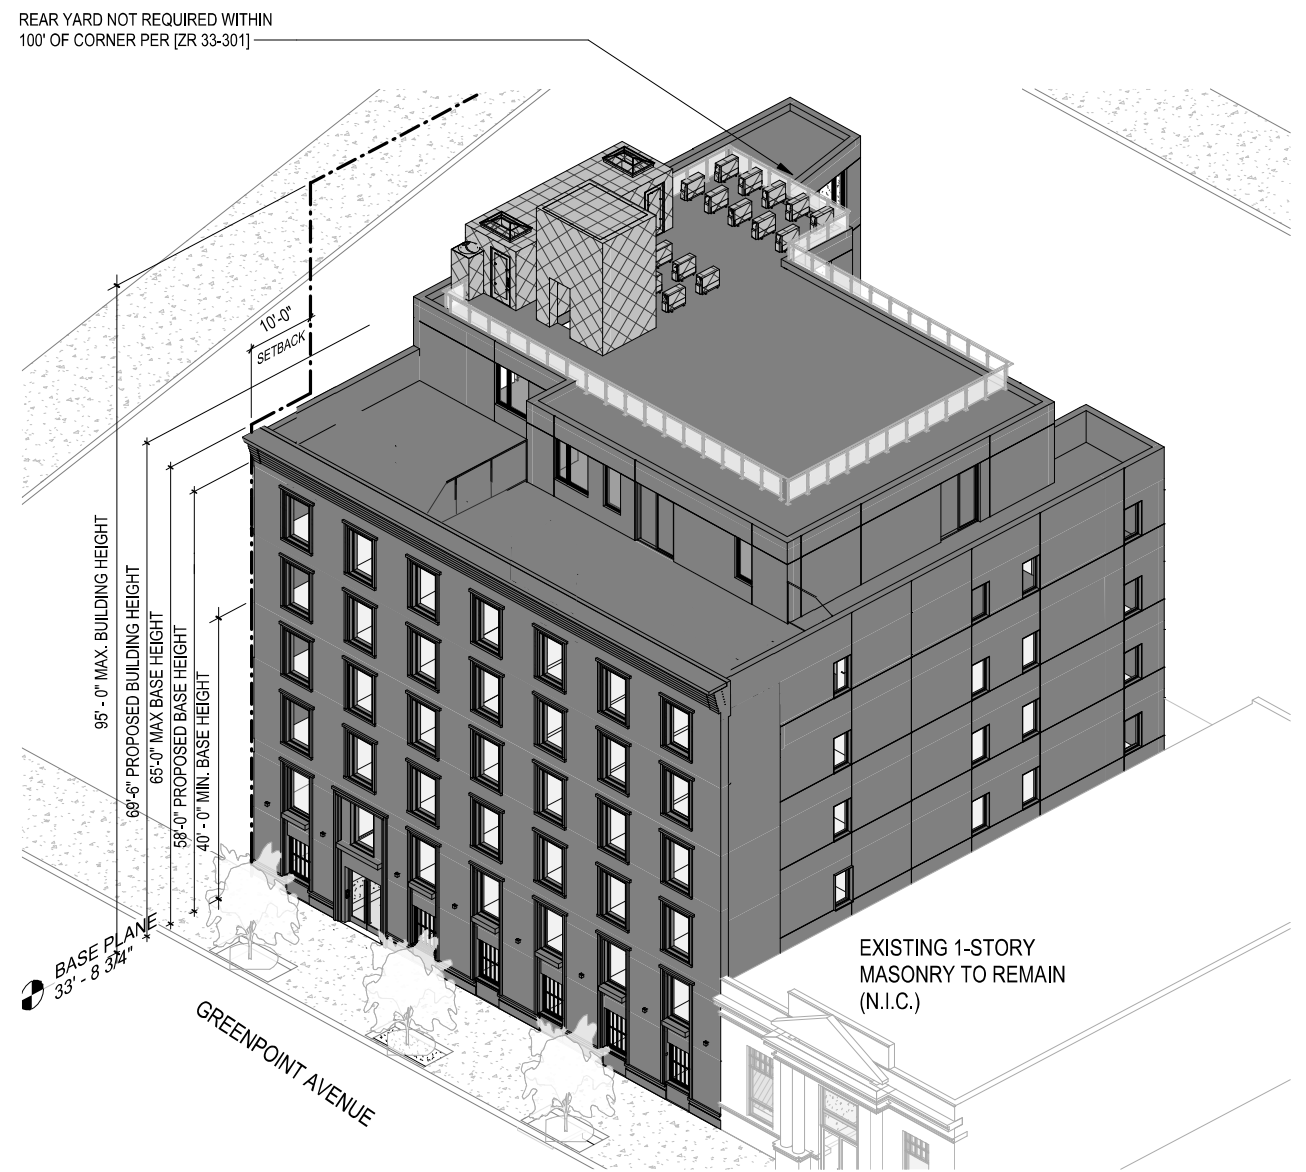 REAR YARD NOT REQUIRED WITHIN
100' OF CORNER PER [ZR 33-301]
10'-0"
SETBACK
95' - 0" MAX. BUILDING HEIGHT
69'-6" PROPOSED BUILDING HEIGHT
65'-0" MAX BASE HEIGHT
58'-0" PROPOSED BASE HEIGHT
40' - 0" MIN. BASE HEIGHT
BASE PLANE
33' - 8 3/4"
GREENPOINT AVENUE
EXISTING 1-STORY
MASONRY TO REMAIN
(N.I.C.)